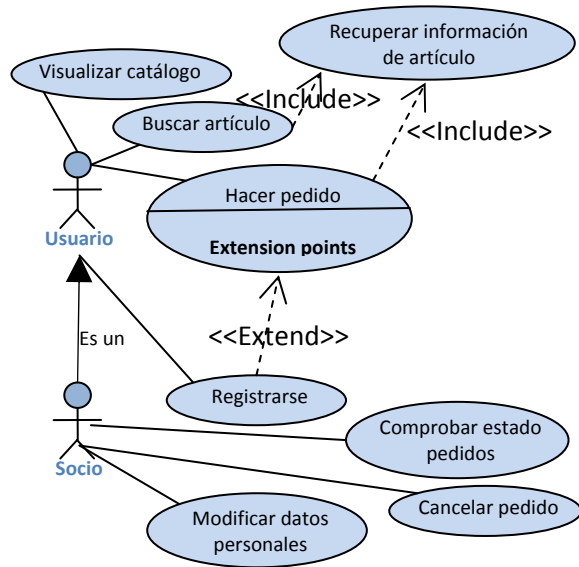 Recuperar información
de artículo
Visualizar catálogo
<<Include>>
Buscar artículo
<<Include>>
Hacer pedido
Usuario
Extension points
Es un
<<Extend>>
Registrarse
Comprobar estado
pedidos
Socio
Cancelar pedido
Modificar datos
personales